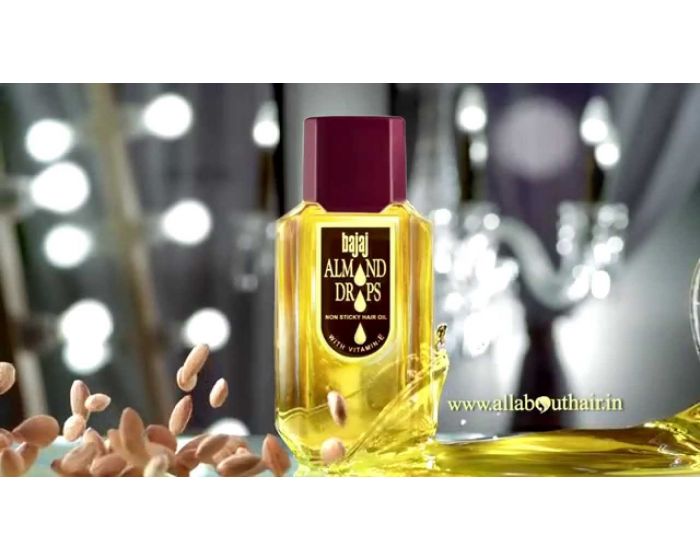 bajaj
ALMOND
DROPS
NON STICKY HAIR OIL
WITH VITAMIN-E
www.allabouthair.in